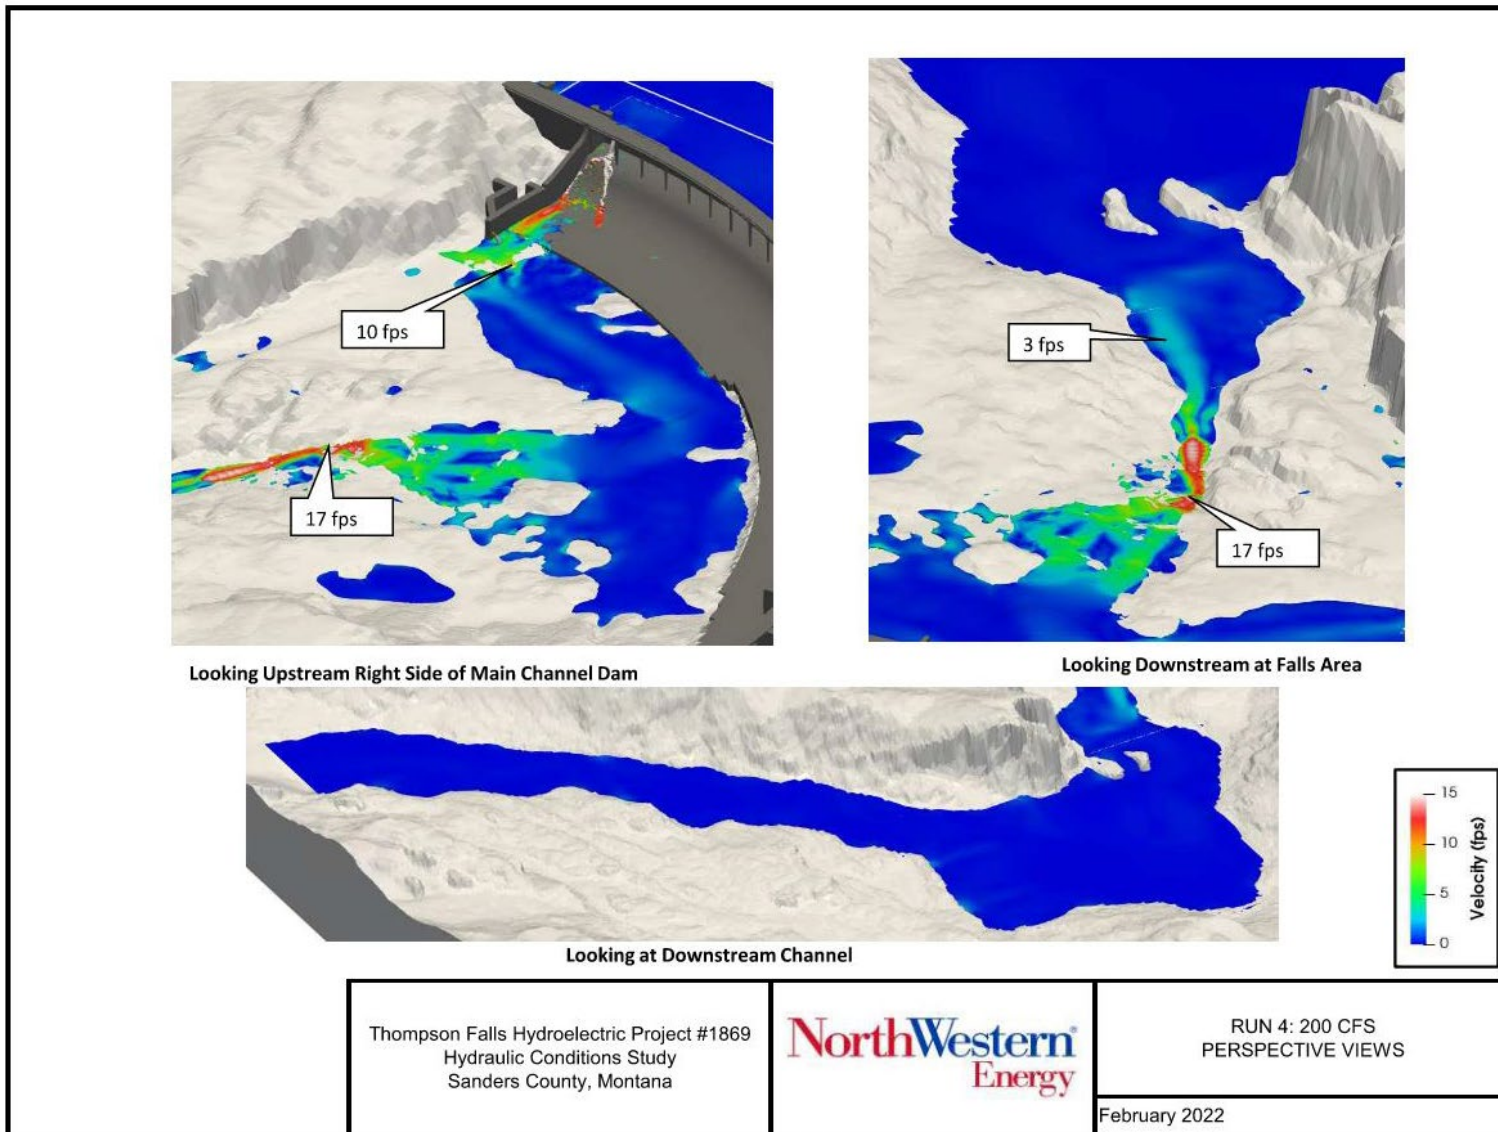 10 fps
17 fps
Looking Upstream Right Side of Main Channel Dam
3 fps
17 fps
Looking Downstream at Falls Area
Looking at Downstream Channel
15
10
5
0
Velocity (fps)
Thompson Falls Hydroelectric Project #1869
Hydraulic Conditions Study
Sanders County, Montana
NorthWestern®
Energy
RUN 4: 200 CFS
PERSPECTIVE VIEWS
February 2022